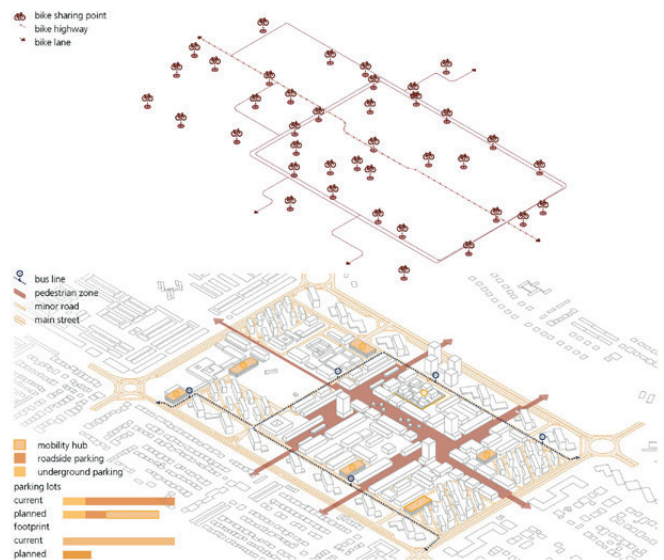 bike sharing point
bike highway
bike lane
bus line
pedestrian zone
minor road
main street
mobility hub
roadside parking
underground parking
parking lots
current
planned
footprint
current
planned